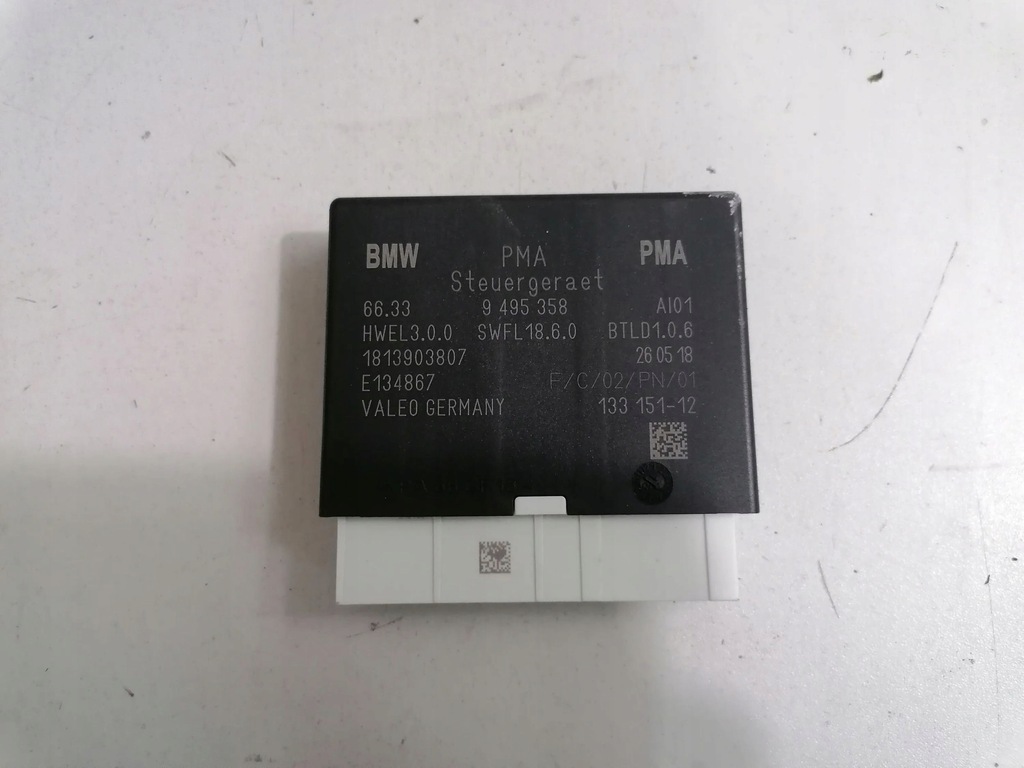 BMW PMA PMA
Steuergeraet
66.33 9 495 358 AI01
HWEL3.0.0 SWFL18.6.0 BTLD1.0.6
1813903807 26 05 18
E134867 F/C/02/PN/01
VALEO GERMANY 133 151-12